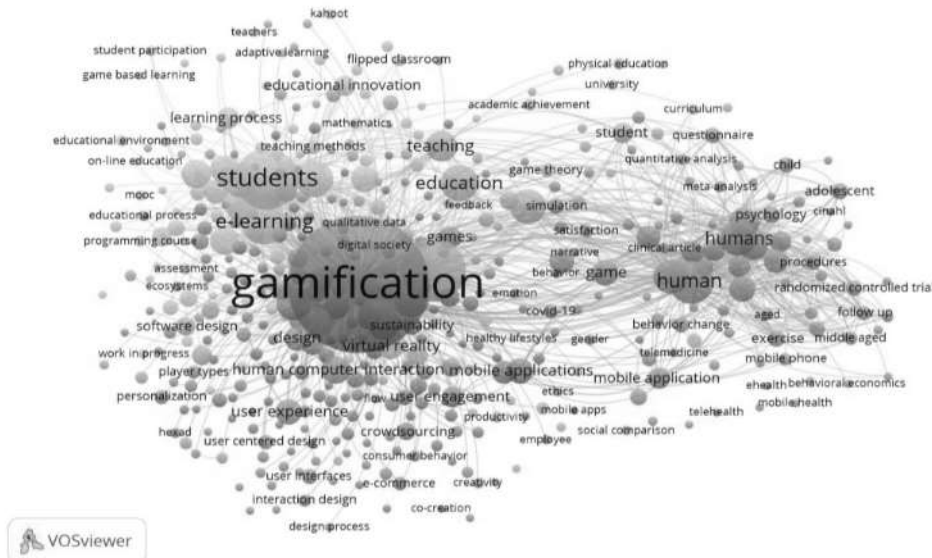 kahoot
teachers
student participation
adaptive learning
flipped classroom
game based learning
physical education
educational innovation
university
academic achievement
curriculum
learning process
mathematics
student
questionnaire
educational environment
teaching methods
teaching
on-line education
quantitative analysis
child
game theory
students
education
meta analysis
adolescent
mooc
feedback
simulation
psychology
cinahl
educational process
e-learning
qualitative data
satisfaction
programming course
digital society
games
humans
clinical article
narrative
assessment
behavior
game
procedures
ecosystems
gamification
human
randomized controlled trial
emotion
covid-19
aged
follow up
software design
sustainability
behavior change
design
virtual reality
healthy lifestyles
gender
exercise
middle aged
work in progress
telemedicine
mobile phone
player types
human computer interaction
mobile applications
mobile application
ehealth
behavioral economics
personalization
flow
user engagement
ethics
mobile health
user experience
productivity
mobile apps
telehealth
hexad
crowdsourcing
social comparison
user centered design
employee
consumer behavior
user interfaces
e-commerce
creativity
interaction design
co-creation
design process
VOSviewer